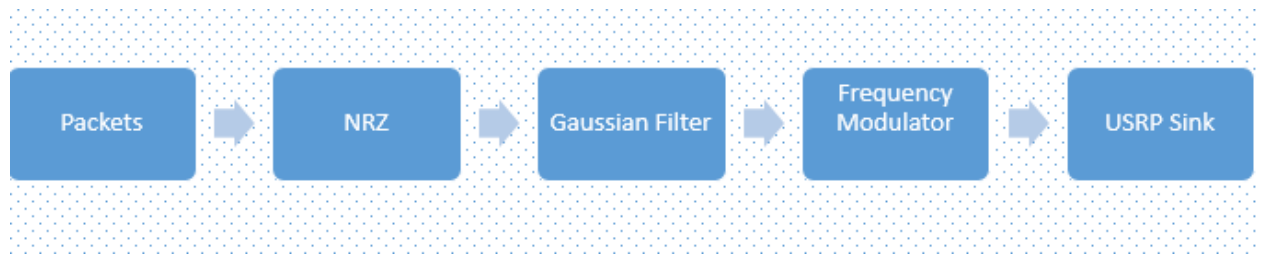 Packets
NRZ
Gaussian Filter
Frequency
Modulator
USRP Sink